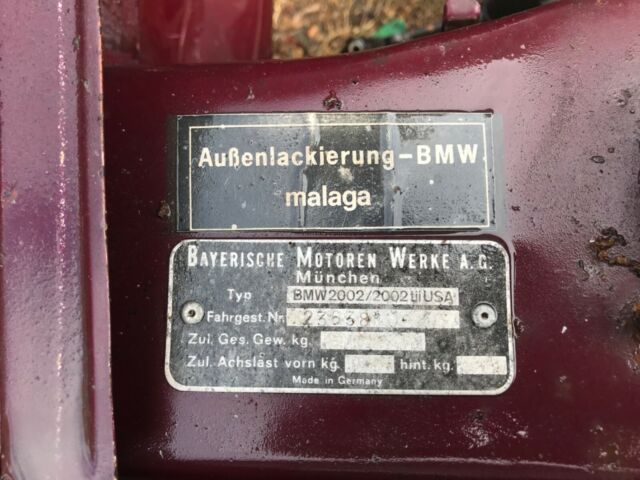 Außenlackierung-BMW
malaga
BAYERISCHE MOTOREN WERKE A.G.
München
Typ BMW2002/2002tiiUSA
Fahrgest. Nr.
Zul. Ges. Gew. kg.
Zul. Achslast vorn kg. hint. kg.
Made in Germany